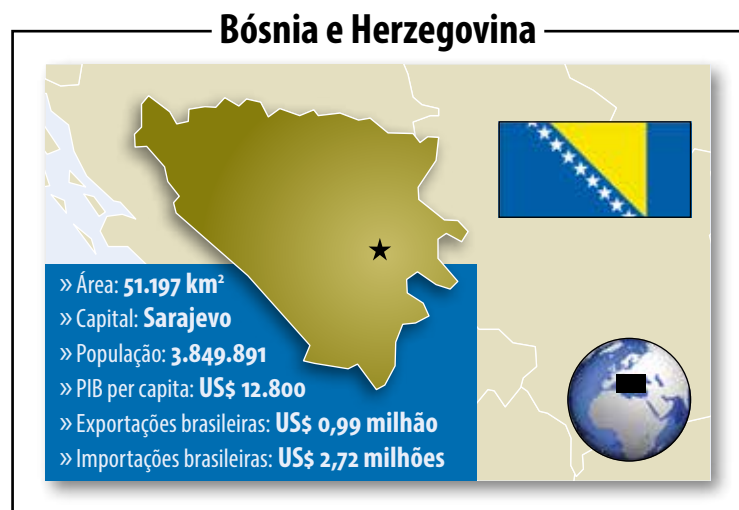 Bósnia e Herzegovina
» Área: 51.197 km²
» Capital: Sarajevo
» População: 3.849.891
» PIB per capita: US$ 12.800
» Exportações brasileiras: US$ 0,99 milhão
» Importações brasileiras: US$ 2,72 milhões